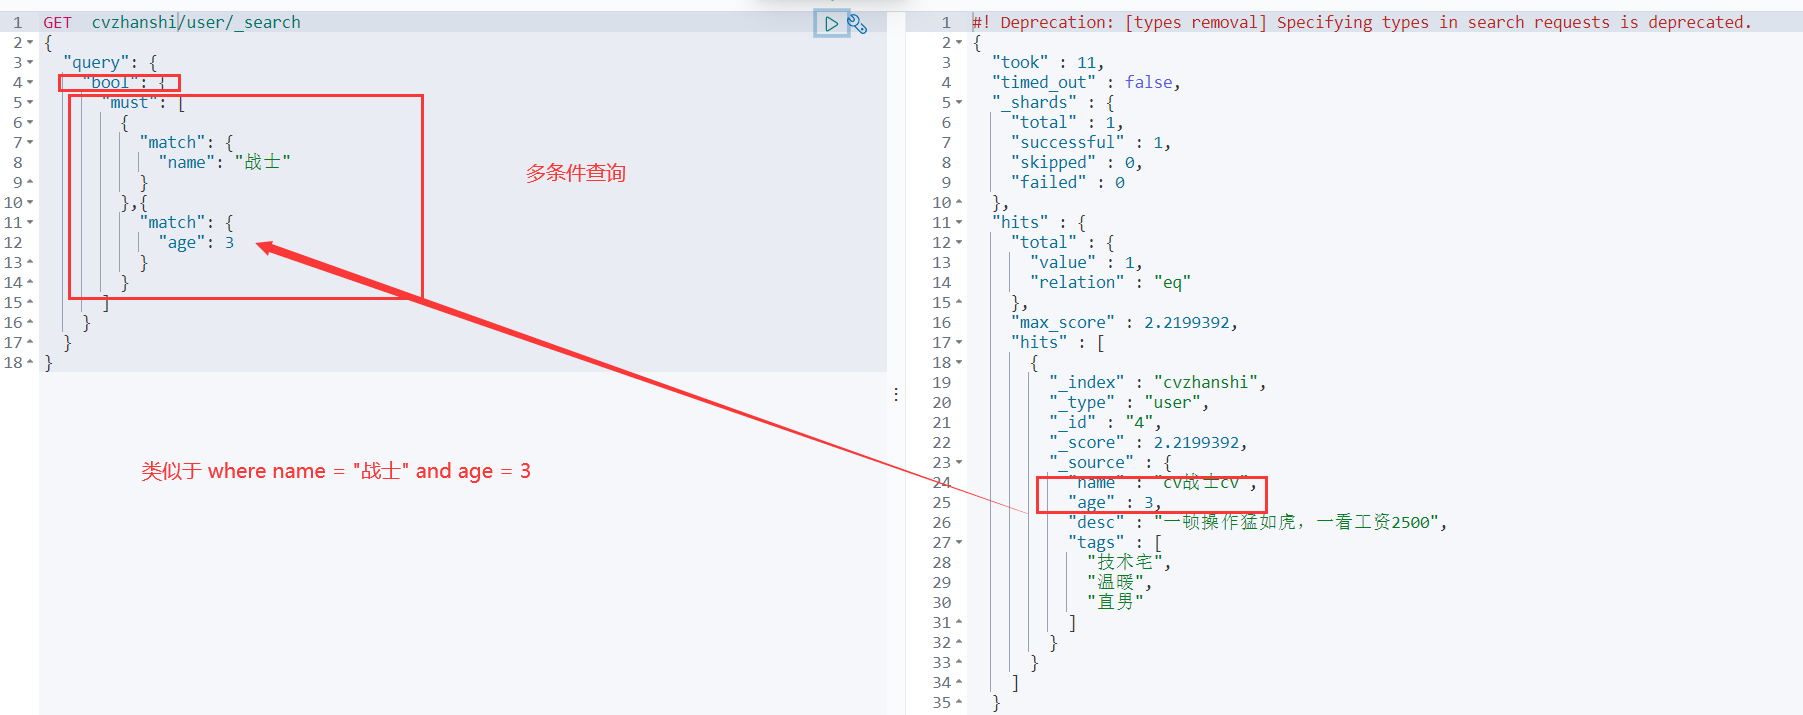 1 GET  cvzhanshi/user/_search
2 {
3 "query": {
4 "bool": {
5 "must": [
6 {
7 "match": {
8 "name": "战士"
9 }
10 },{
11 "match": {
12 "age": 3
13 }
14 }
15 ]
16 }
17 }
18 }
多条件查询
类似于 where name = "战士" and age = 3
1 #! Deprecation: [types removal] Specifying types in search requests is deprecated.
2 {
3 "took" : 11,
4 "timed_out" : false,
5 "_shards" : {
6 "total" : 1,
7 "successful" : 1,
8 "skipped" : 0,
9 "failed" : 0
10 },
11 "hits" : {
12 "total" : {
13 "value" : 1,
14 "relation" : "eq"
15 },
16 "max_score" : 2.2199392,
17 "hits" : [
18 {
19 "_index" : "cvzhanshi",
20 "_type" : "user",
21 "_id" : "4",
22 "_score" : 2.2199392,
23 "_source" : {
24 "name" : "cv战士cv",
25 "age" : 3,
26 "desc" : "一顿操作猛如虎，一看工资2500",
27 "tags" : [
28 "技术宅",
29 "温暖",
30 "直男"
31 ]
32 }
33 }
34 ]
35 }